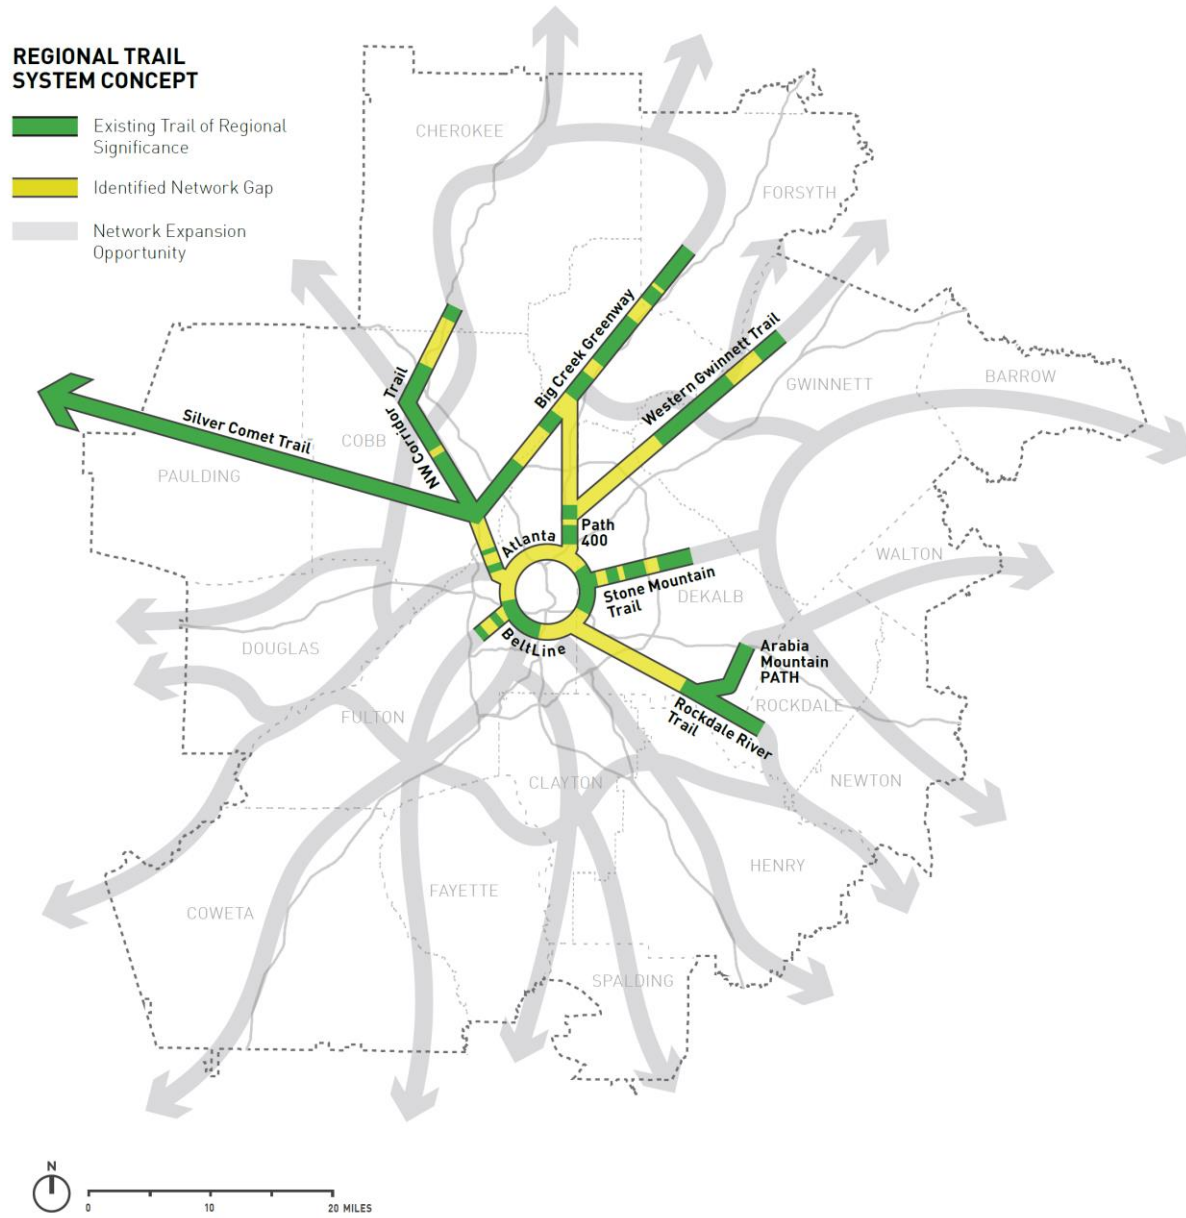 REGIONAL TRAIL
SYSTEM CONCEPT
Existing Trail of Regional
Significance
Identified Network Gap
Network Expansion
Opportunity
CHEROKEE
FORSYTH
Big Creek Greenway
Western Gwinnett Trail
GWINNETT
BARROW
NW Corridor Trail
Silver Comet Trail
COBB
PAULDING
Path
400
Atlanta
BeltLine
Stone Mountain
Trail
DEKALB
WALTON
DOUGLAS
Arabia
Mountain
PATH
ROCKDALE
FULTON
Rockdale River
Trail
CLAYTON
NEWTON
HENRY
FAYETTE
COWETA
SPALDING
N
0
10
20 MILES